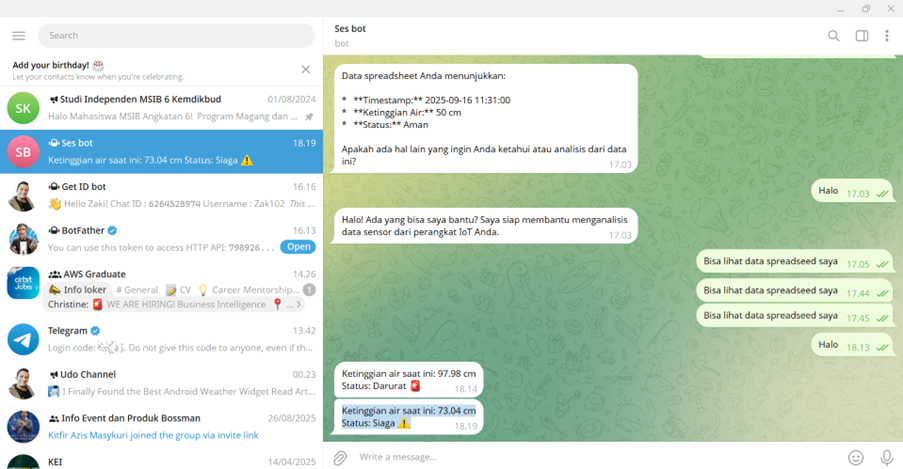 Search
Add your birthday! 🎂
Let your contacts know when you're celebrating.
SK
Studi Independen MSIB 6 Kemdikbud 01/08/2024
Halo Mahasiswa MSIB Angkatan 6! Program Magang dan ...
SB
Ses bot 18.19
Ketinggian air saat ini: 73.04 cm Status: Siaga ⚠️
Get ID bot 16.16
👋 Hello Zaki! Chat ID : 6264528974 Username : Zak102 This ...
BotFather 16.13
You can use this token to access HTTP API: 798926... Open
cirbit Jobs
AWS Graduate 14.26
📣 Info loker # General 📝 CV 💡 Career Mentorship... 1
Christine: 🚨 WE ARE HIRING! Business Intelligence 📍 ...
Telegram 13.42
Login code: . Do not give this code to anyone, even if th...
Udo Channel 00.23
I Finally Found the Best Android Weather Widget Read Art...
Info Event dan Produk Bossman 26/08/2025
Kitfir Azis Masykuri joined the group via invite link
KEI 14/04/2025
Ses bot
bot
Data spreadsheet Anda menunjukkan:
* **Timestamp:** 2025-09-16 11:31:00
* **Ketinggian Air:** 50 cm
* **Status:** Aman
Apakah ada hal lain yang ingin Anda ketahui atau analisis dari data
ini?
17.03
Halo 17.03
Halo! Ada yang bisa saya bantu? Saya siap membantu menganalisis
data sensor dari perangkat IoT Anda. 17.03
Bisa lihat data spreadseed saya 17.05
Bisa lihat data spreadseed saya 17.44
Bisa lihat data spreadseed saya 17.45
Halo 18.13
Ketinggian air saat ini: 97.98 cm
Status: Darurat 🚨 18.14
Ketinggian air saat ini: 73.04 cm
Status: Siaga ⚠️ 18.19
Write a message...